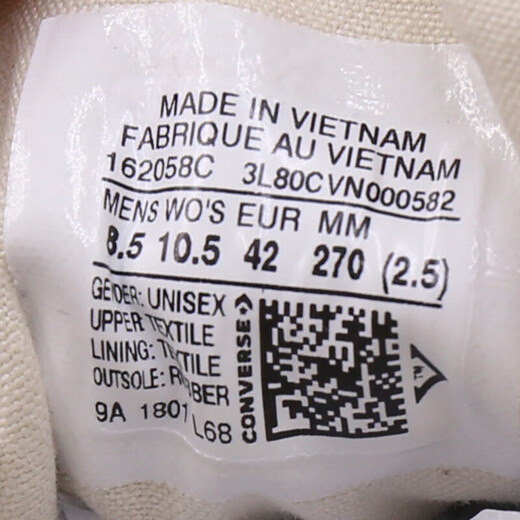 MADE IN VIETNAM
FABRIQUE AU VIETNAM
162058C 3L80CVN000582
MENS WO'S EUR MM
8.5 10.5 42 270 (2.5)
GENDER: UNISEX
UPPER TEXTILE
LINING: TEXTILE
OUTSOLE: RUBBER
9A 1801 L68
CONVERSE
TM